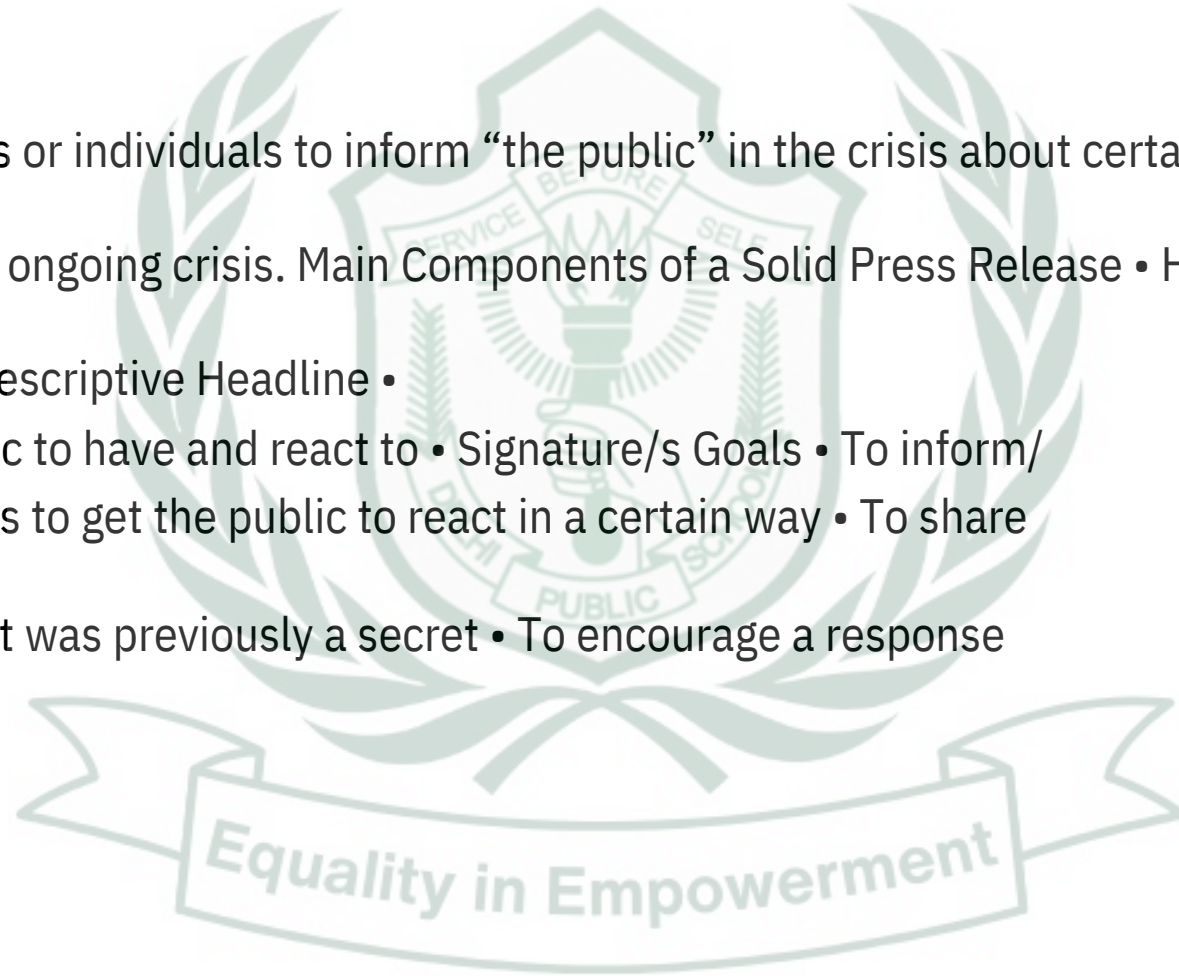 s or individuals to inform “the public” in the crisis about certa
ongoing crisis. Main Components of a Solid Press Release • H
escriptive Headline •
c to have and react to • Signature/s Goals • To inform/
s to get the public to react in a certain way • To share
t was previously a secret • To encourage a response
SERVICE BEFORE SELF
DELHI PUBLIC SCHOOL
Equality in Empowerment